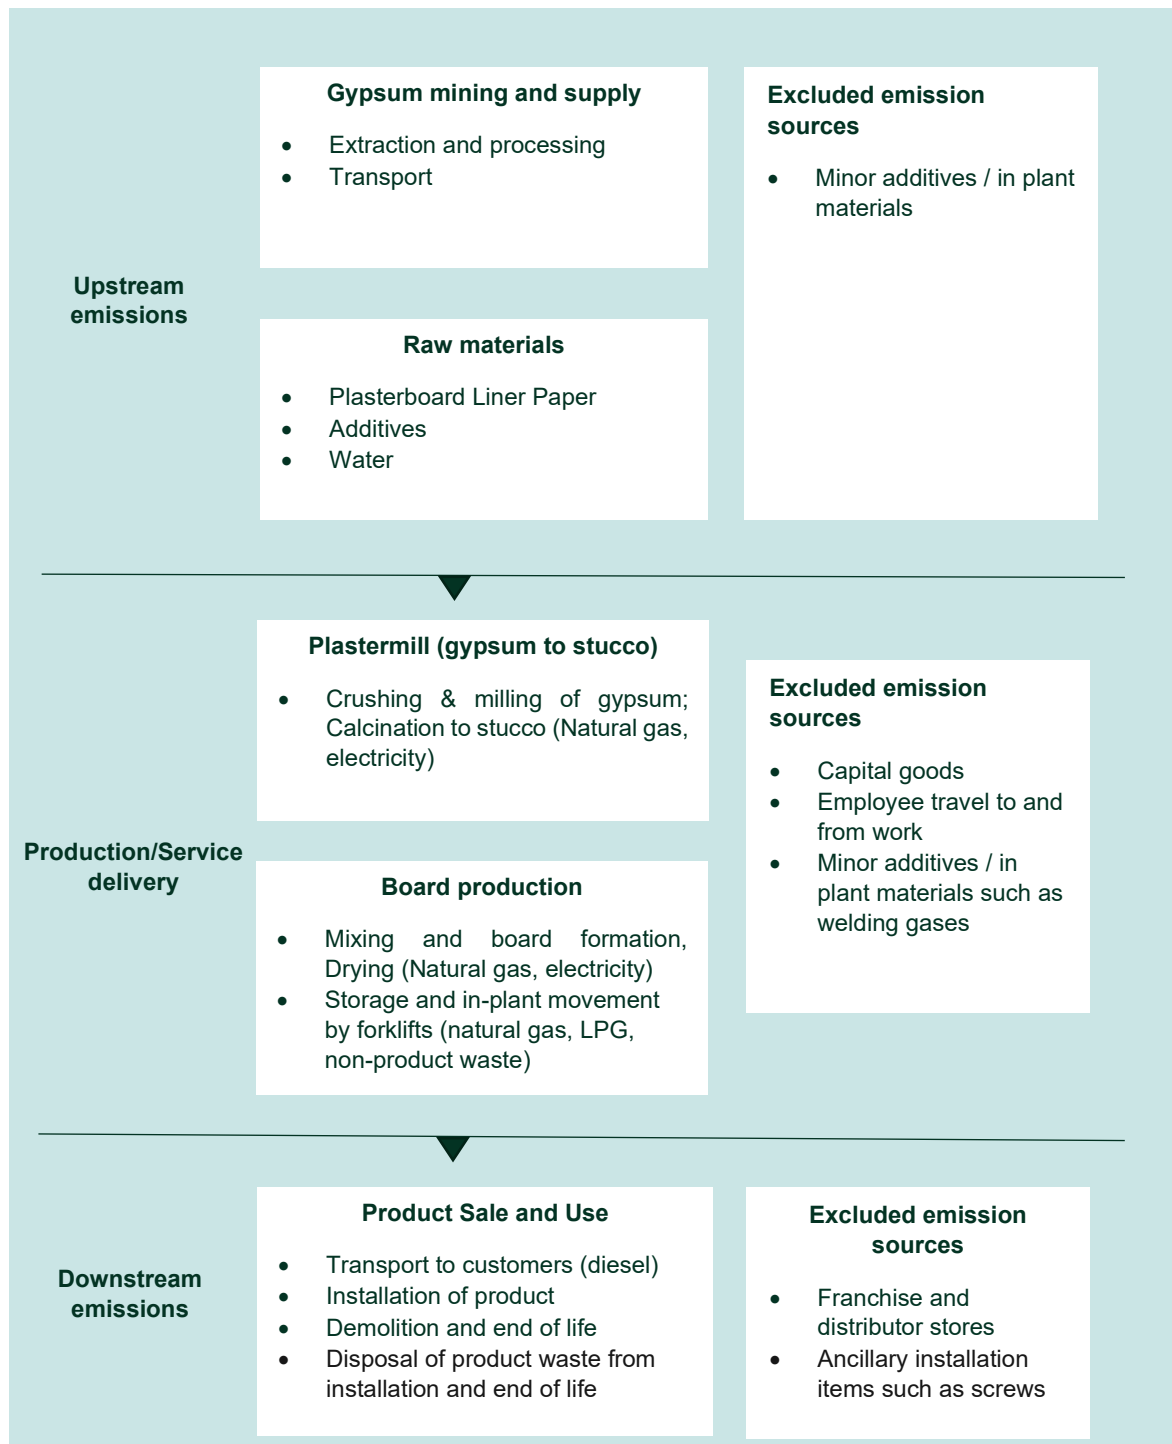 Gypsum mining and supply
Extraction and processing
Transport
Excluded emission
sources
Minor additives / in plant
materials
Upstream
emissions
Raw materials
Plasterboard Liner Paper
Additives
Water
Plastermill (gypsum to stucco)
Crushing & milling of gypsum;
Calcination to stucco (Natural gas,
electricity)
Excluded emission
sources
Capital goods
Employee travel to and
from work
Minor additives / in
plant materials such as
welding gases
Production/Service
delivery
Board production
Mixing and board formation,
Drying (Natural gas, electricity)
Storage and in-plant movement
by forklifts (natural gas, LPG,
non-product waste)
Product Sale and Use
Transport to customers (diesel)
Installation of product
Demolition and end of life
Disposal of product waste from
installation and end of life
Downstream
emissions
Excluded emission
sources
Franchise and
distributor stores
Ancillary installation
items such as screws